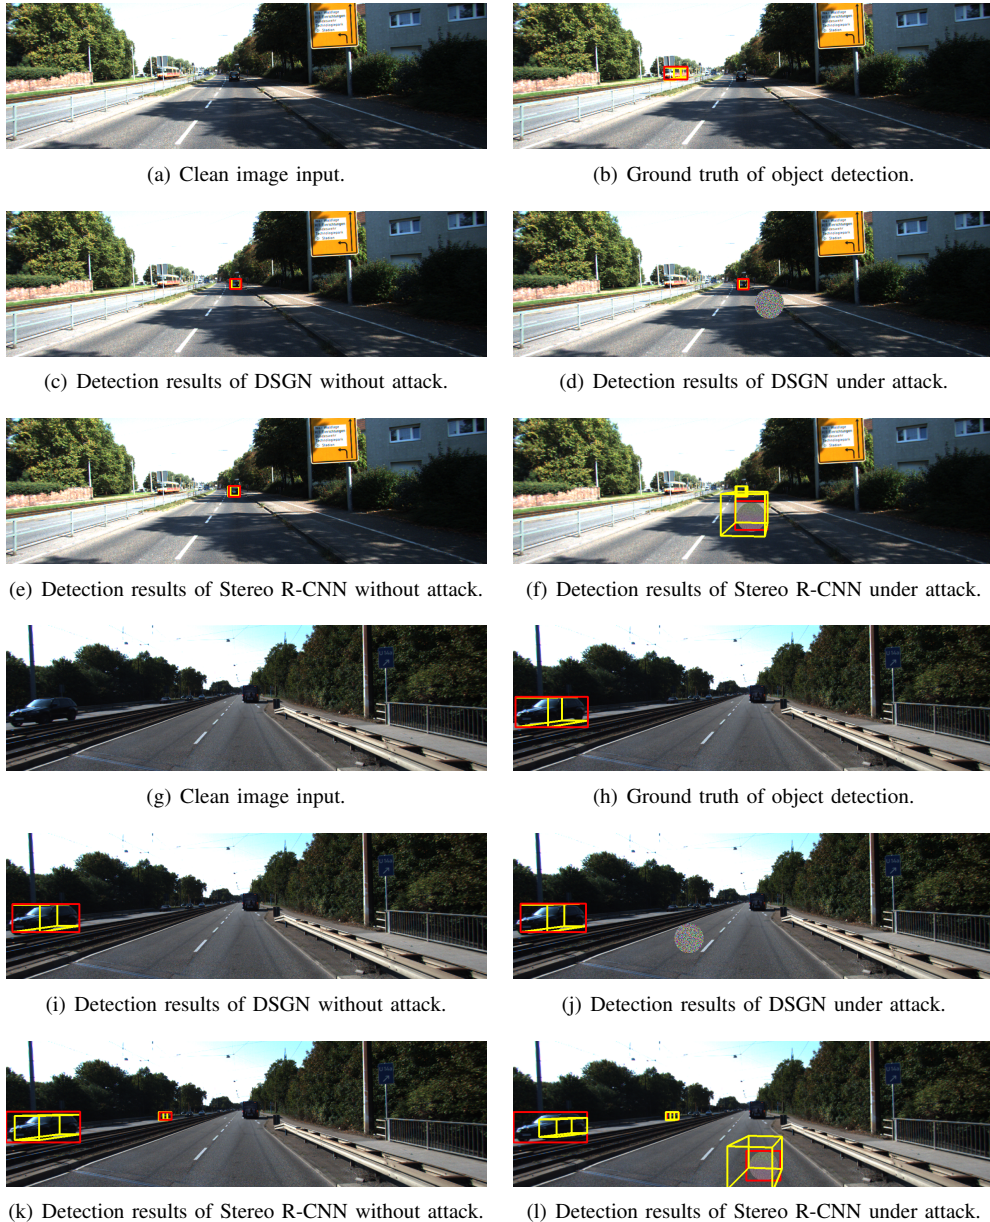 (a) Clean image input.
(b) Ground truth of object detection.
(c) Detection results of DSGN without attack.
(d) Detection results of DSGN under attack.
(e) Detection results of Stereo R-CNN without attack.
(f) Detection results of Stereo R-CNN under attack.
(g) Clean image input.
(h) Ground truth of object detection.
(i) Detection results of DSGN without attack.
(j) Detection results of DSGN under attack.
(k) Detection results of Stereo R-CNN without attack.
(l) Detection results of Stereo R-CNN under attack.